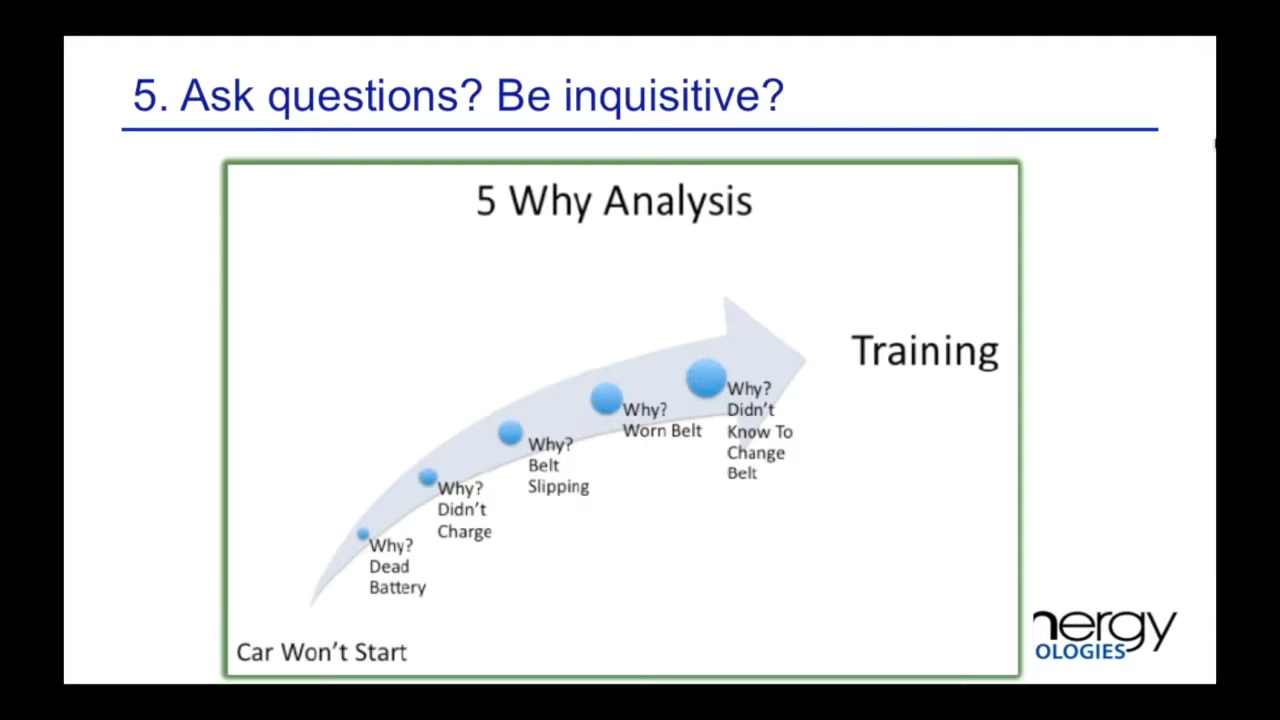 5. Ask questions? Be inquisitive?
5 Why Analysis
Training
Why?
Didn't
Know To
Change
Belt
Why?
Worn Belt
Why?
Belt
Slipping
Why?
Didn't
Charge
Why?
Dead
Battery
Car Won't Start
nergy
OLOGIES